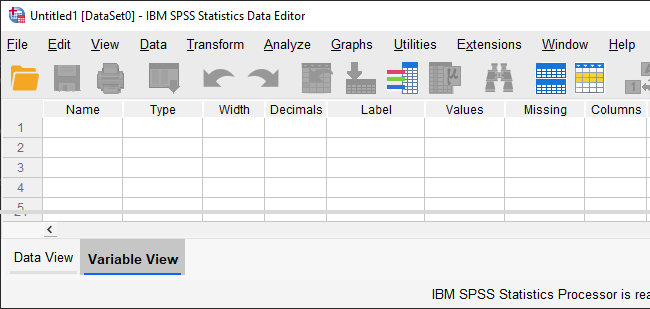 Untitled1 [DataSet0] - IBM SPSS Statistics Data Editor
File Edit View Data Transform Analyze Graphs Utilities Extensions Window Help
Name Type Width Decimals Label Values Missing Columns
1
2
3
4
5
Data View Variable View
IBM SPSS Statistics Processor is rea